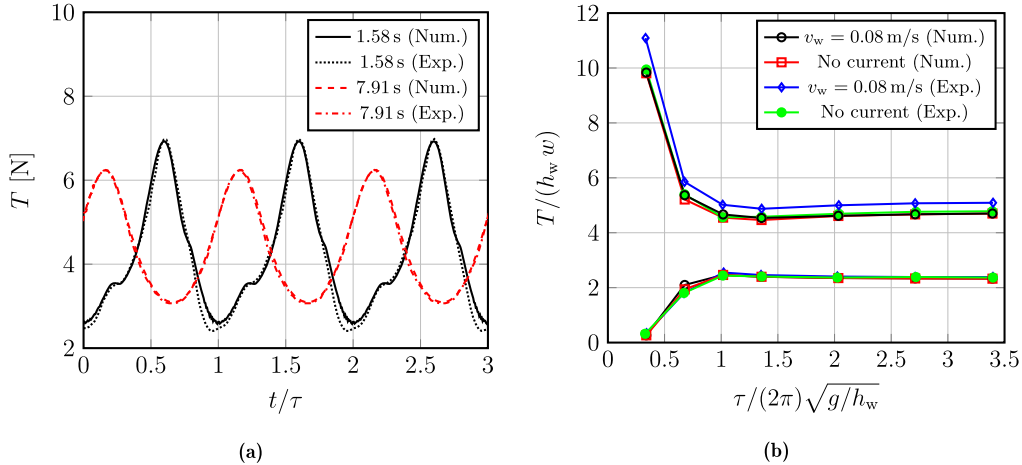 10
8
6
4
2
0
0.5
1
1.5
2
2.5
3
T [N]
t/τ
1.58 s (Num.)
1.58 s (Exp.)
7.91 s (Num.)
7.91 s (Exp.)
(a)
12
10
8
6
4
2
0
0
0.5
1
1.5
2
2.5
3
3.5
T/(h_w w)
τ/(2π)√g/h_w
v_w = 0.08 m/s (Num.)
No current (Num.)
v_w = 0.08 m/s (Exp.)
No current (Exp.)
(b)